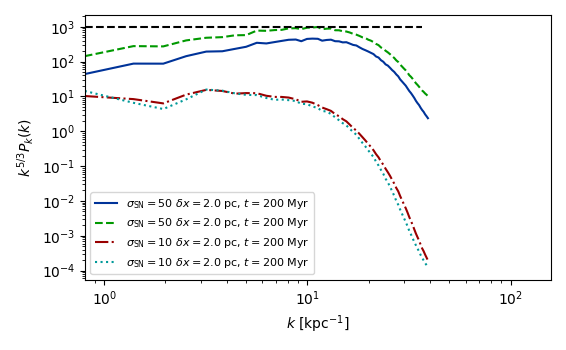 10³
10²
10¹
10⁰
10⁻¹
10⁻²
10⁻³
10⁻⁴
k^{5/3}P_k(k)
σ_SN = 50 δx = 2.0 pc, t = 200 Myr
σ_SN = 50 δx = 2.0 pc, t = 200 Myr
σ_SN = 10 δx = 2.0 pc, t = 200 Myr
σ_SN = 10 δx = 2.0 pc, t = 200 Myr
10⁰ 10¹ 10²
k [kpc⁻¹]